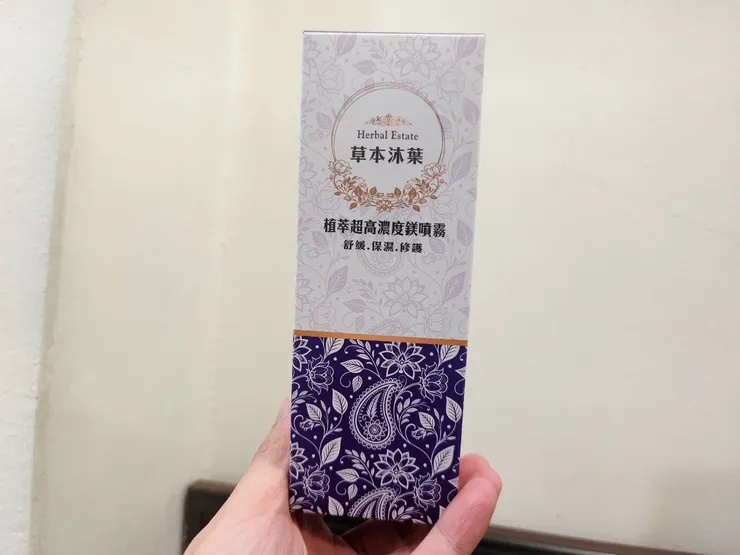 Herbal Estate
草本沐葉
植萃超高濃度鎂噴霧
舒緩.保濕.修護